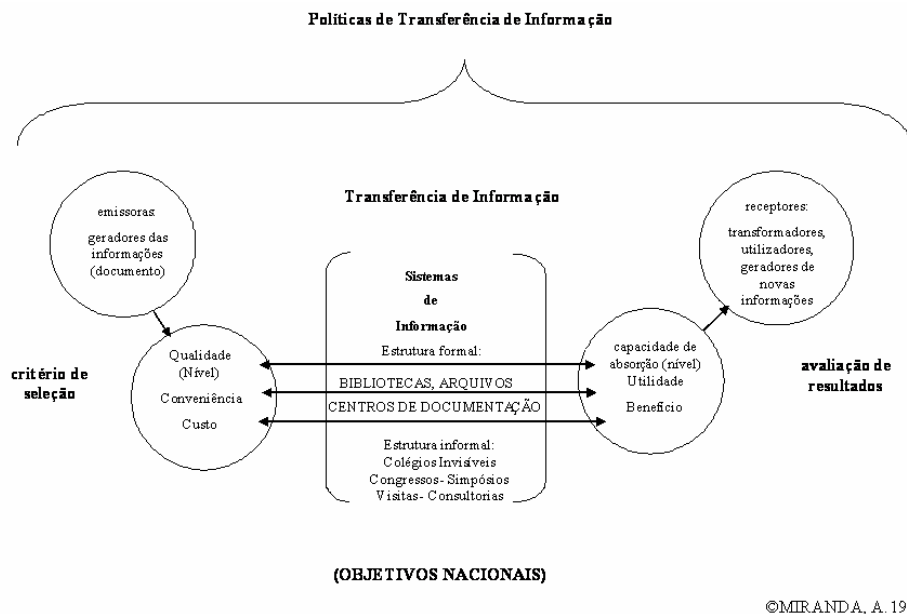 Políticas de Transferência de Informação
Transferência de Informação
emissoras:
geradores das
informações
(documento)
receptores:
transformadores,
utilizadores,
geradores de
novas
informações
Sistemas
de
Informação
critério de
seleção
Qualidade
(Nível)
Conveniência
Custo
Estrutura formal:
BIBLIOTECAS, ARQUIVOS
CENTROS DE DOCUMENTAÇÃO
Estrutura informal:
Colégios Invisíveis
Congressos- Simpósios
Visitas- Consultorias
capacidade de
absorção (nível)
Utilidade
Benefício
avaliação de
resultados
(OBJETIVOS NACIONAIS)
©MIRANDA, A. 19